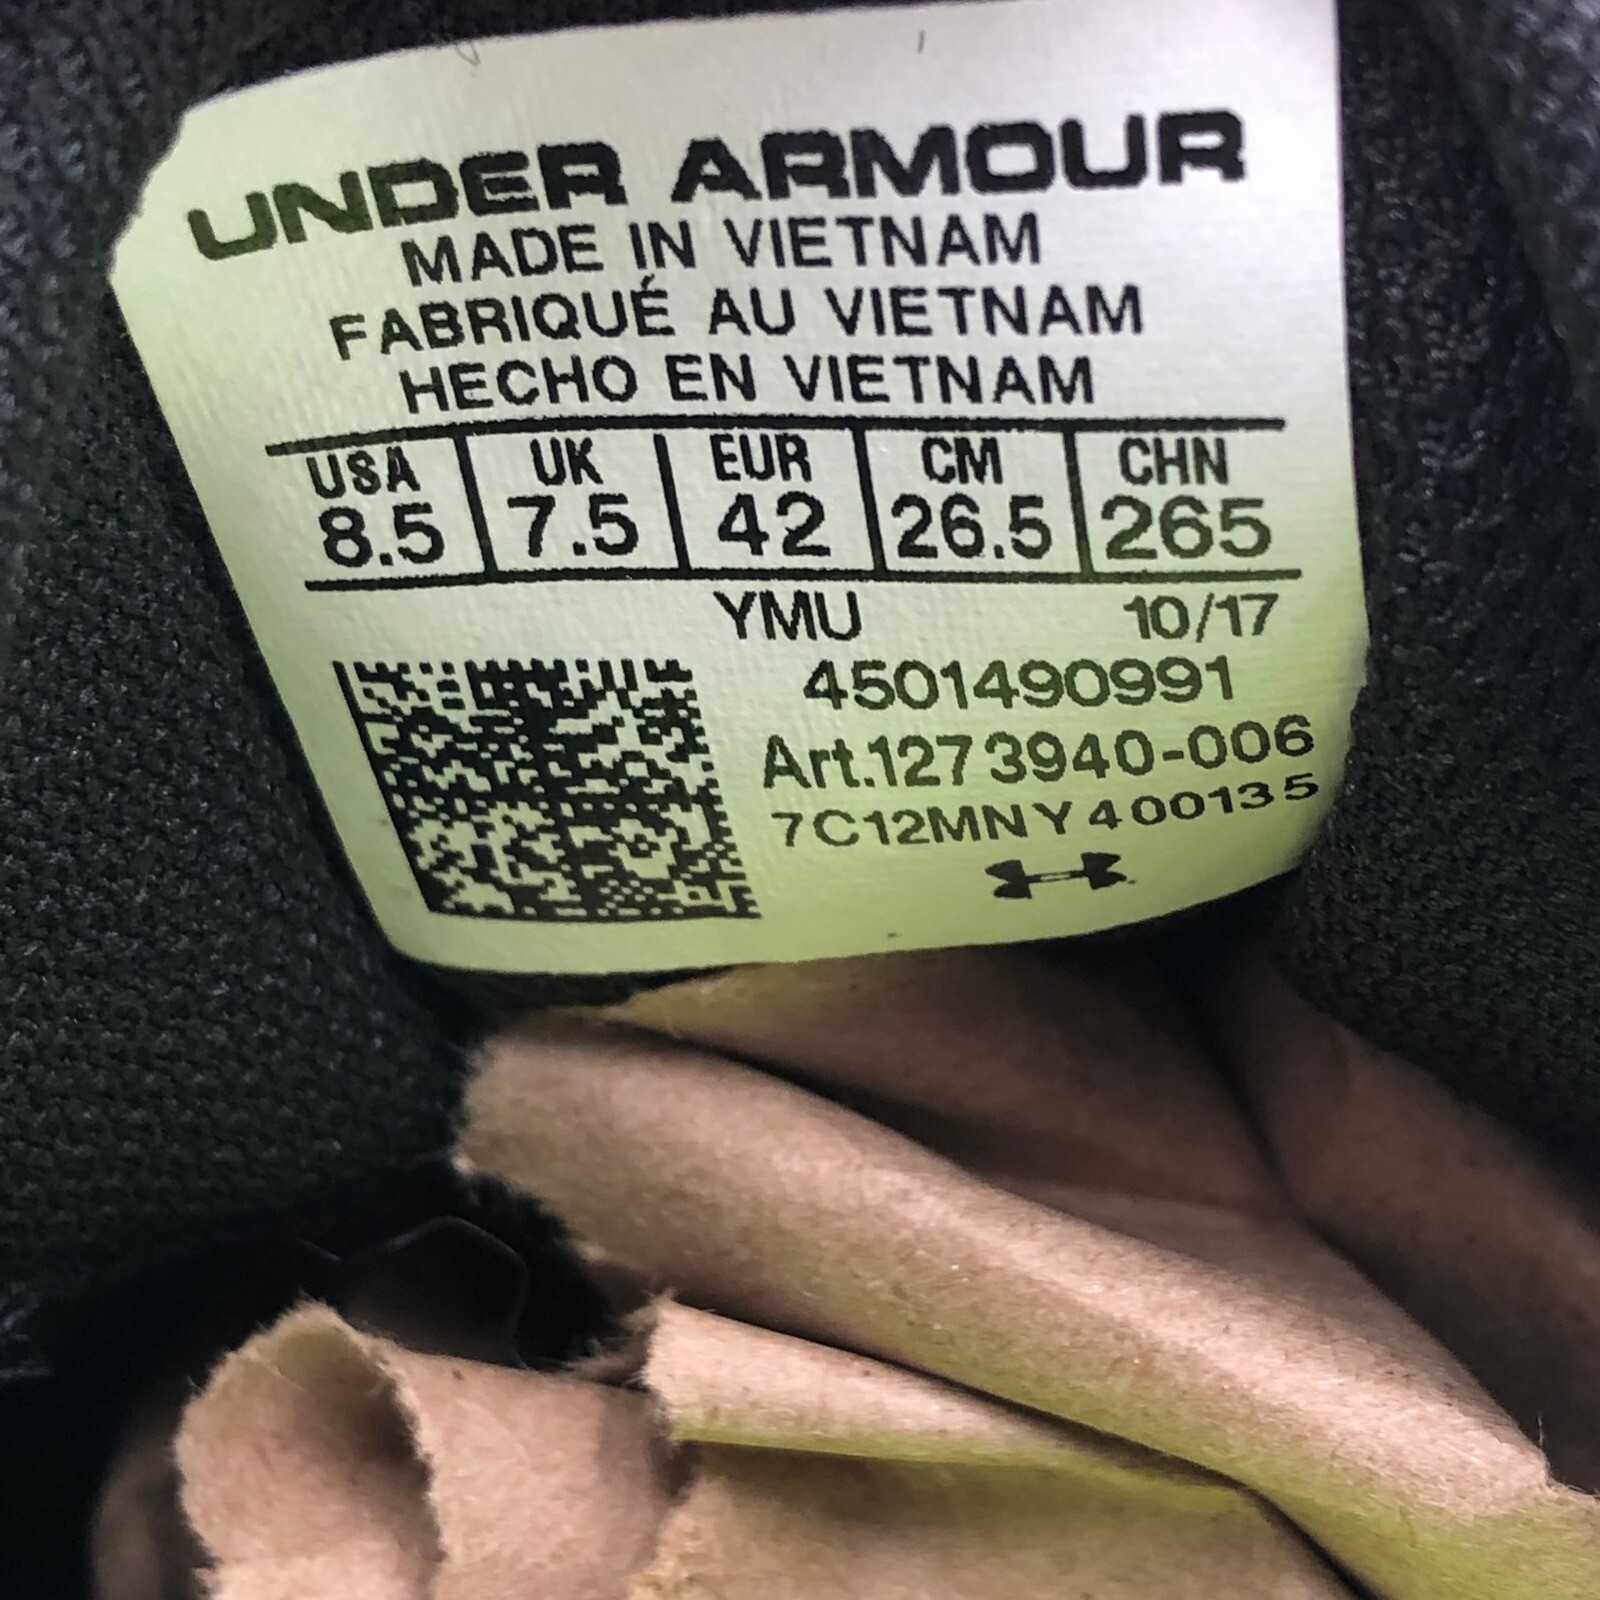 UNDER ARMOUR
MADE IN VIETNAM
FABRIQUÉ AU VIETNAM
HECHO EN VIETNAM
USA UK EUR CM CHN
8.5 7.5 42 26.5 265
YMU 10/17
4501490991
Art.1273940-006
7C12MNY400135